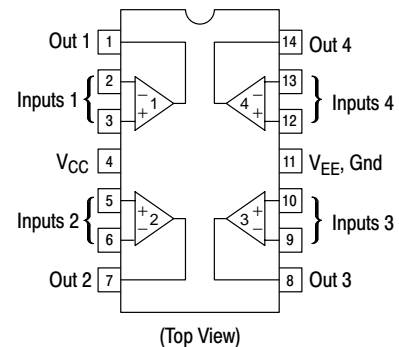 Out 1 1 14 Out 4
2 − 13 −
Inputs 1 1 4 Inputs 4
3 + 12 +
VCC 4 11 VEE, Gnd
5 + 10 +
Inputs 2 2 3 Inputs 3
6 − 9 −
Out 2 7 8 Out 3
(Top View)